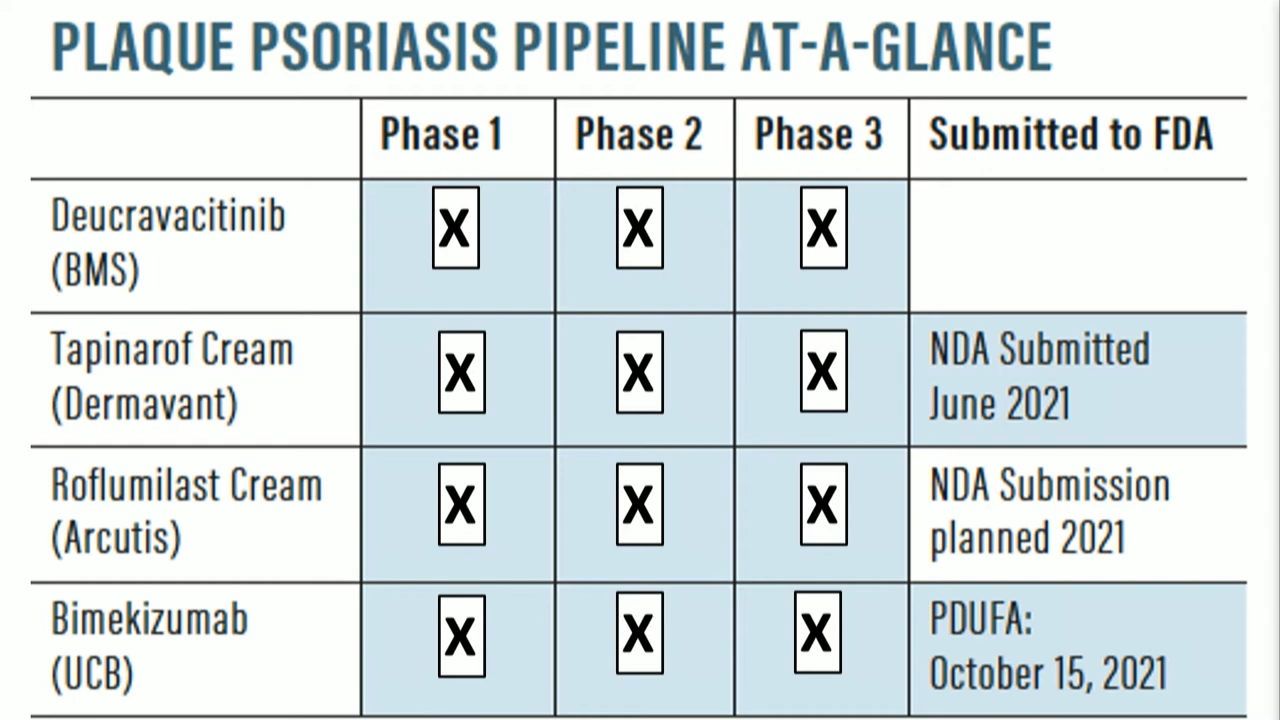 PLAQUE PSORIASIS PIPELINE AT-A-GLANCE
Phase 1 Phase 2 Phase 3 Submitted to FDA
Deucravacitinib
(BMS)
X X X
Tapinarof Cream
(Dermavant)
X X X
NDA Submitted
June 2021
Roflumilast Cream
(Arcutis)
X X X
NDA Submission
planned 2021
Bimekizumab
(UCB)
X X X
PDUFA:
October 15, 2021